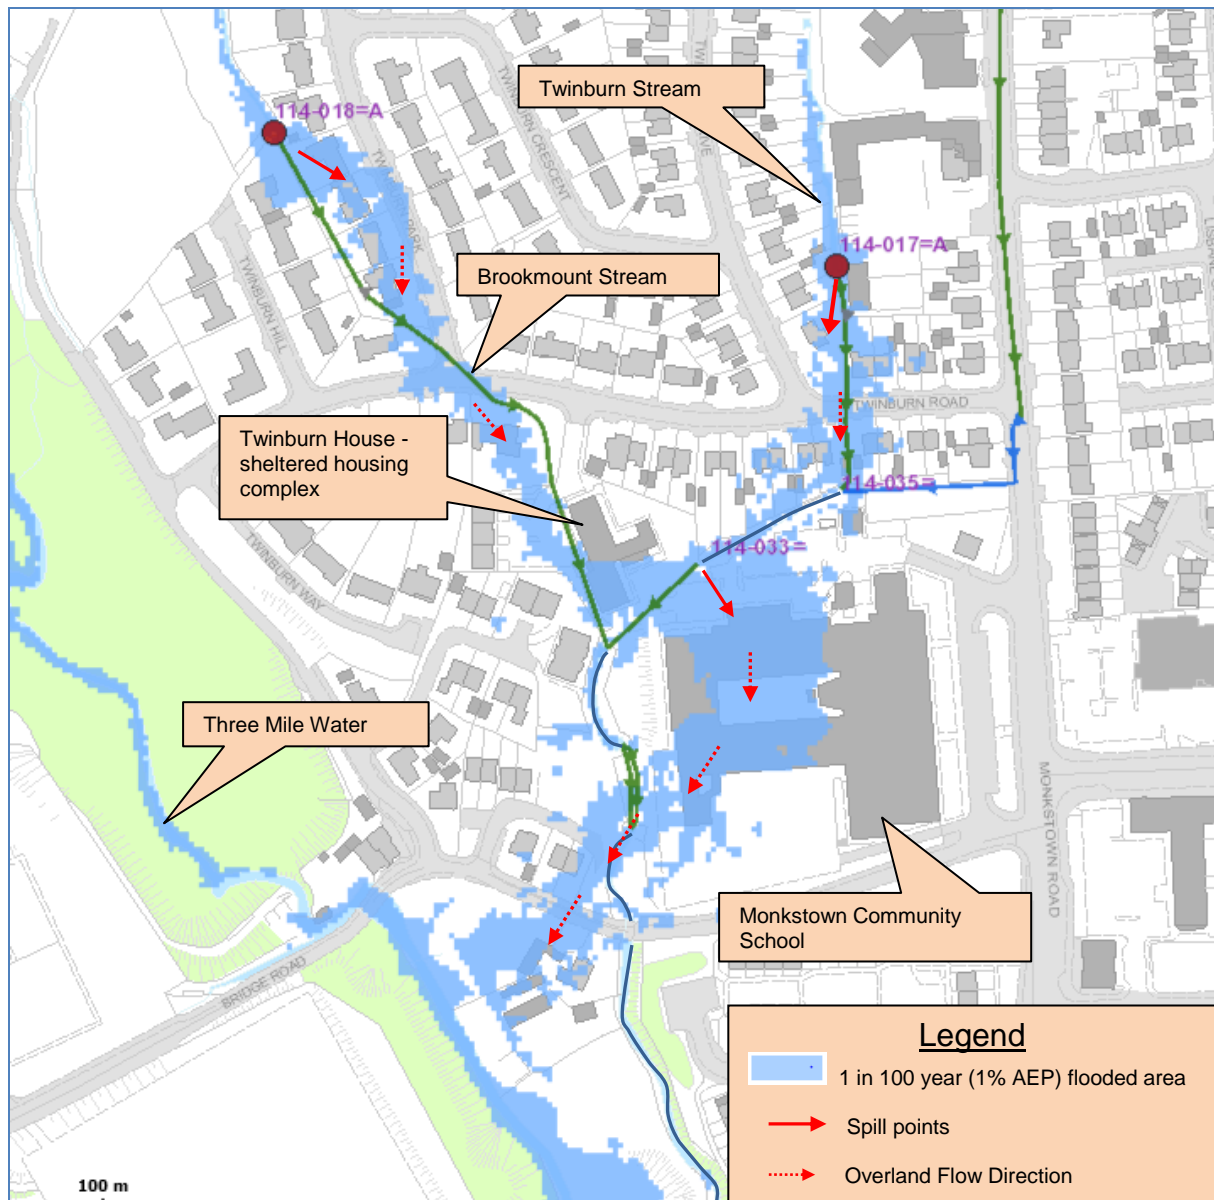 Twinburn Stream
114-018=A
TWINBURN CRESCENT
114-017=A
Brookmount Stream
TWINBURN HILL
TWINBURN ROAD
Twinburn House -
sheltered housing
complex
114-035=
114-033=
TWINBURN WAY
Three Mile Water
MONKSTOWN ROAD
Monkstown Community
School
BRIDGE ROAD
Legend
1 in 100 year (1% AEP) flooded area
Spill points
Overland Flow Direction
100 m